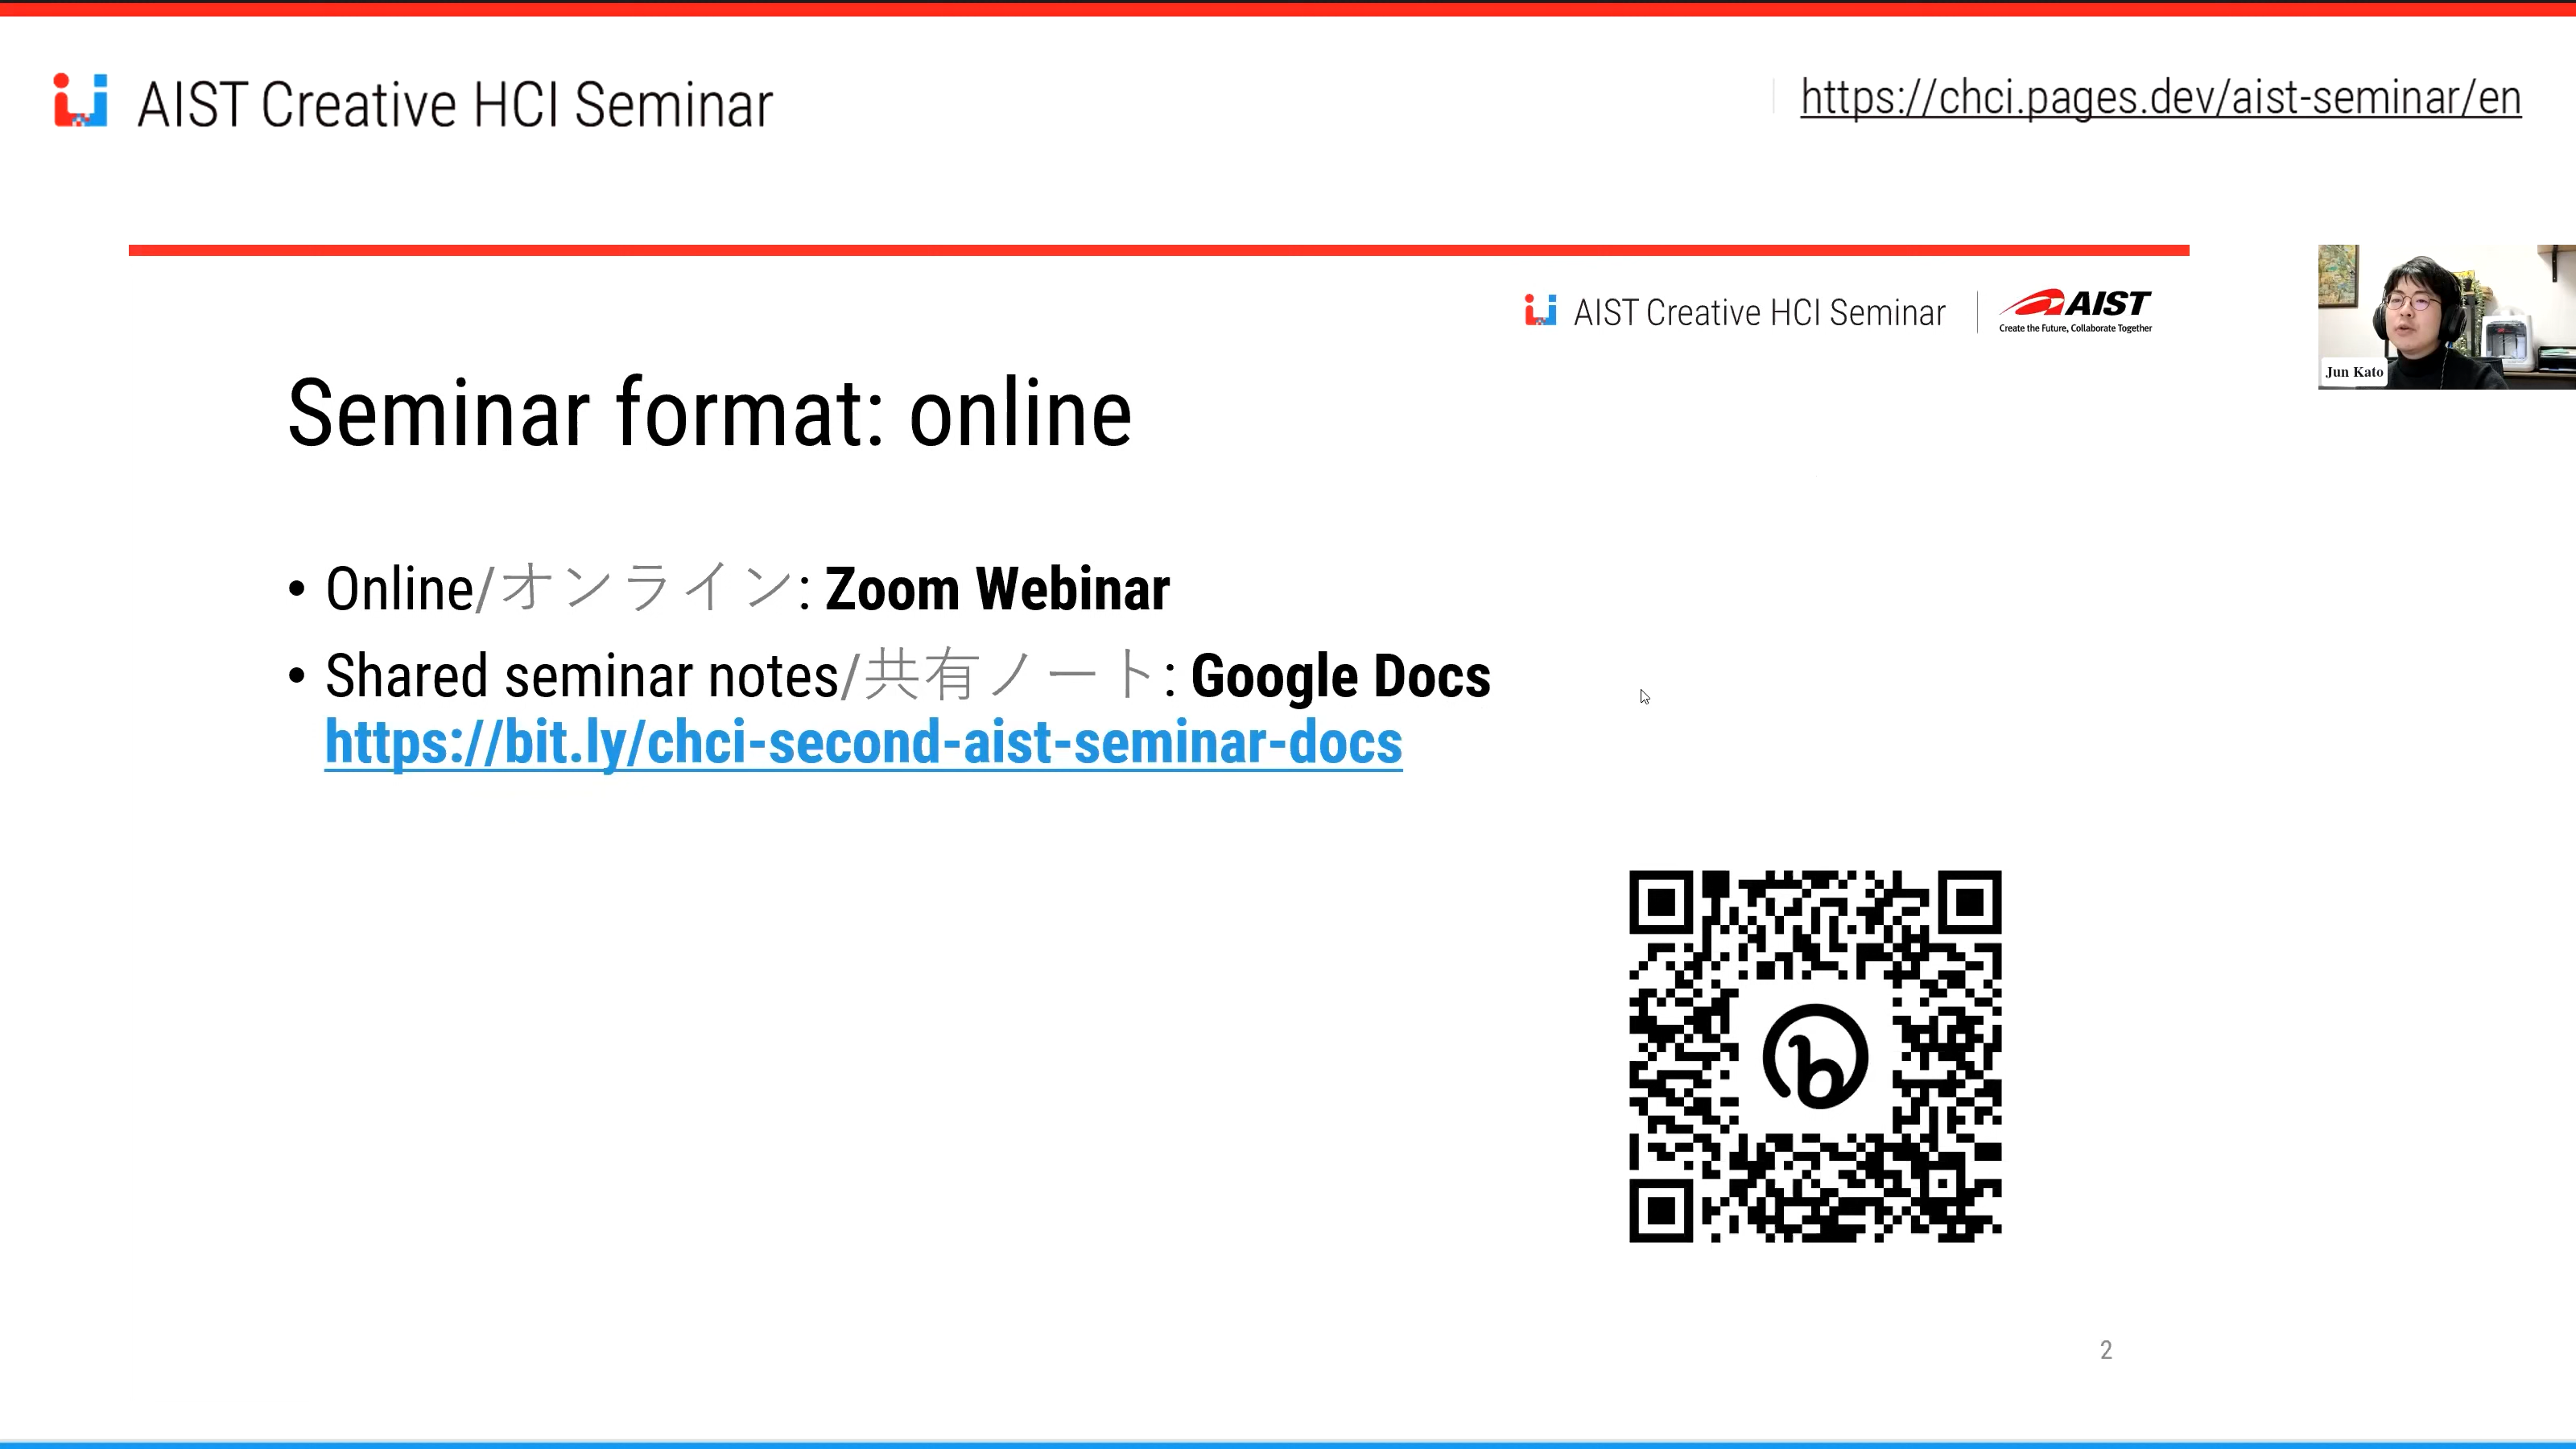 AIST Creative HCI Seminar
https://chci.pages.dev/aist-seminar/en
AIST Creative HCI Seminar
AIST
Create the Future, Collaborate Together
Jun Kato
Seminar format: online
• Online/オンライン: Zoom Webinar
• Shared seminar notes/共有ノート: Google Docs
https://bit.ly/chci-second-aist-seminar-docs
b
2